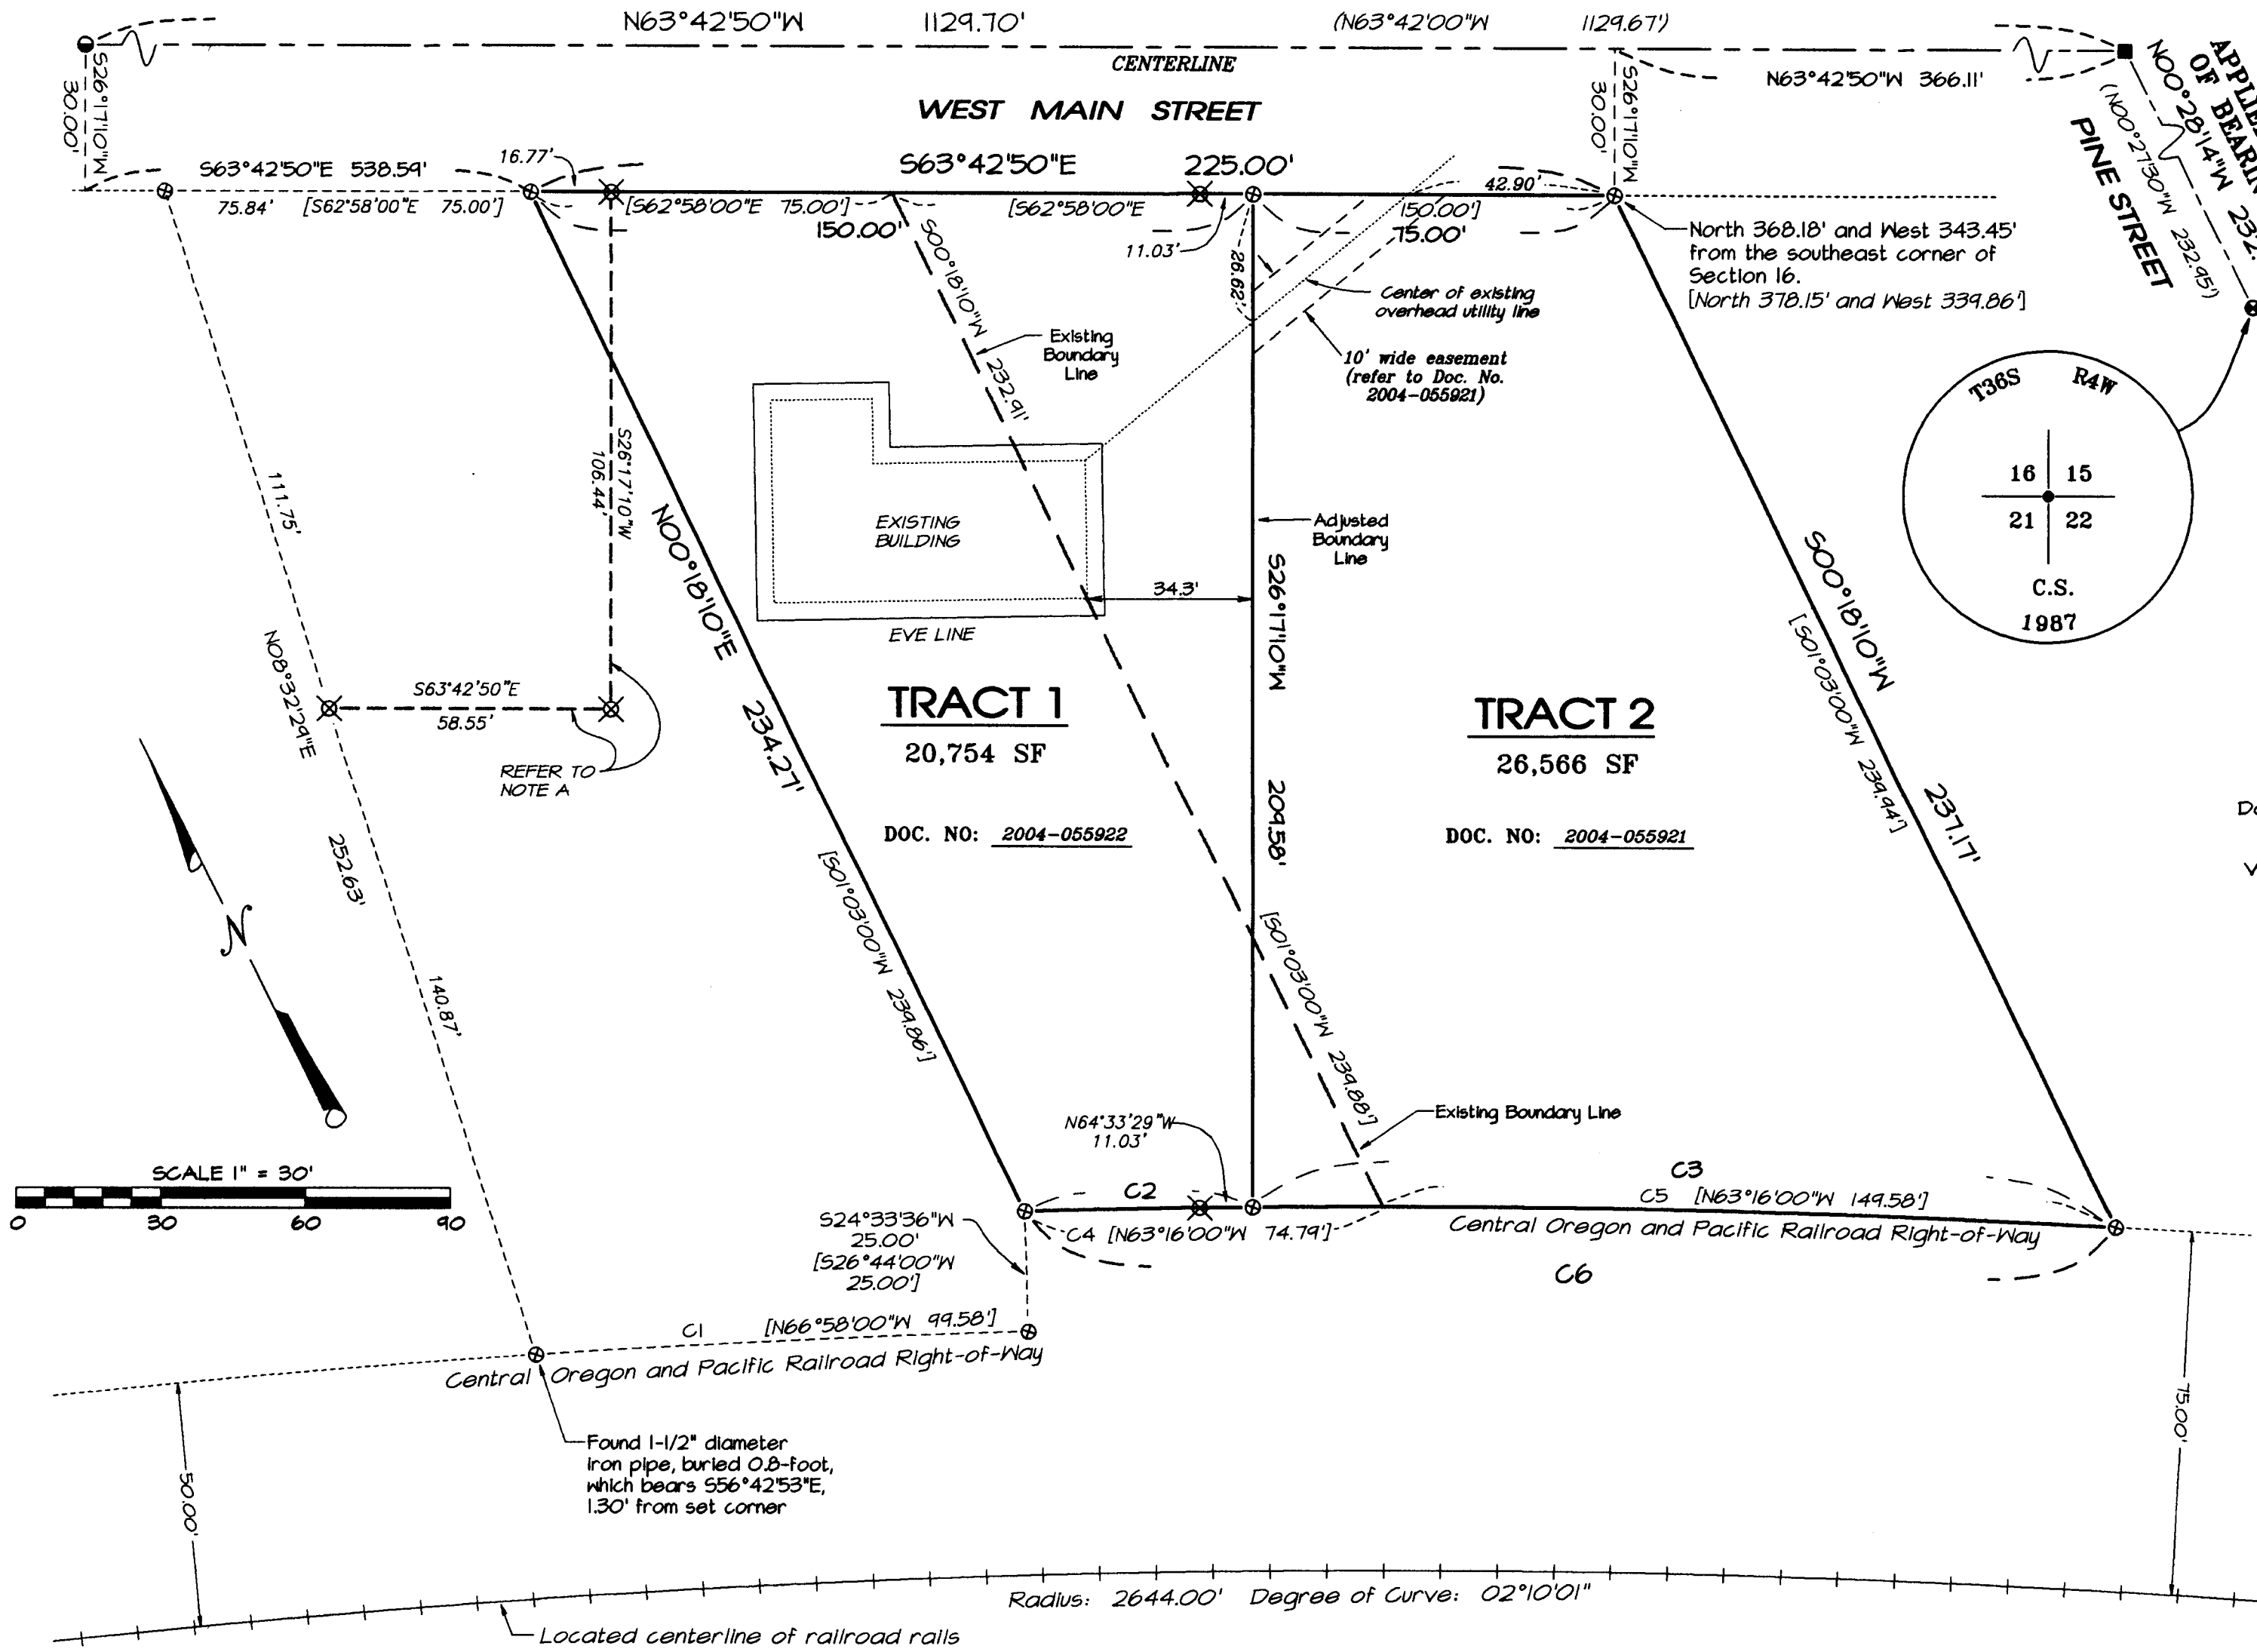 N63°42'50"W 1129.70' (N63°42'00"W 1129.67')
CENTERLINE
WEST MAIN STREET
S26°17'10"W
30.00'
S26°17'10"W
30.00'
N63°42'50"W 366.11'
APPLIE
OF BEARIN
N00°28'14"W 232.
(N00°27'30"W 232.95')
PINE STREET
S63°42'50"E 538.59'
16.77'
S63°42'50"E 225.00'
42.90'
75.84' [S62°58'00"E 75.00']
[S62°58'00"E 75.00']
[S62°58'00"E 150.00']
150.00'
11.03'
75.00'
26.62'
North 368.18' and West 343.45'
from the southeast corner of
Section 16.
[North 378.15' and West 339.86']
Center of existing
overhead utility line
10' wide easement
(refer to Doc. No.
2004-055921)
S00°18'10"W 232.91'
Existing
Boundary
Line
T36S R4W
16 15
21 22
C.S.
1987
111.75'
S26°17'10"W
106.44'
N00°18'10"E 234.27'
EXISTING
BUILDING
Adjusted
Boundary
Line
34.3'
EVE LINE
S26°17'10"W 209.58'
S00°18'10"W 237.17'
[S01°03'00"W 239.94']
N08°32'29"E 252.63'
S63°42'50"E
58.55'
REFER TO
NOTE A
TRACT 1
20,754 SF
DOC. NO: 2004-055922
TRACT 2
26,566 SF
DOC. NO: 2004-055921
[S01°03'00"W 239.86']
[S01°03'00"W 239.88']
140.87'
N
SCALE 1" = 30'
0 30 60 90
N64°33'29"W
11.03'
Existing Boundary Line
C2
C3
C5 [N63°16'00"W 149.58']
C4 [N63°16'00"W 74.79']
Central Oregon and Pacific Railroad Right-of-Way
C6
S24°33'36"W
25.00'
[S26°44'00"W
25.00']
C1 [N66°58'00"W 99.58']
Central Oregon and Pacific Railroad Right-of-Way
Found 1-1/2" diameter
iron pipe, buried 0.8-foot,
which bears S56°42'53"E,
1.30' from set corner
50.00'
75.00'
Radius: 2644.00' Degree of Curve: 02°10'01"
Located centerline of railroad rails